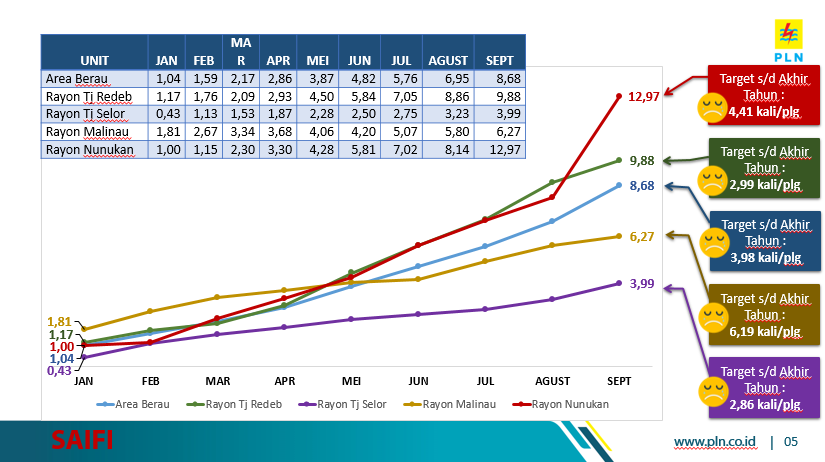 UNIT JAN FEB MA
R APR MEI JUN JUL AGUST SEPT
Area Berau 1,04 1,59 2,17 2,86 3,87 4,82 5,76 6,95 8,68
Rayon Tj Redeb 1,17 1,76 2,09 2,93 4,50 5,84 7,05 8,86 9,88
Rayon Tj Selor 0,43 1,13 1,53 1,87 2,28 2,50 2,75 3,23 3,99
Rayon Malinau 1,81 2,67 3,34 3,68 4,06 4,20 5,07 5,80 6,27
Rayon Nunukan 1,00 1,15 2,30 3,30 4,28 5,81 7,02 8,14 12,97
PLN
12,97
9,88
8,68
6,27
3,99
Target s/d Akhir
Tahun :
4,41 kali/plg
Target s/d Akhir
Tahun :
2,99 kali/plg
Target s/d Akhir
Tahun :
3,98 kali/plg
Target s/d Akhir
Tahun :
6,19 kali/plg
Target s/d Akhir
Tahun :
2,86 kali/plg
1,81
1,17
1,00
1,04
0,43
JAN FEB MAR APR MEI JUN JUL AGUST SEPT
Area Berau Rayon Tj Redeb Rayon Tj Selor Rayon Malinau Rayon Nunukan
SAIFI
www.pln.co.id | 05